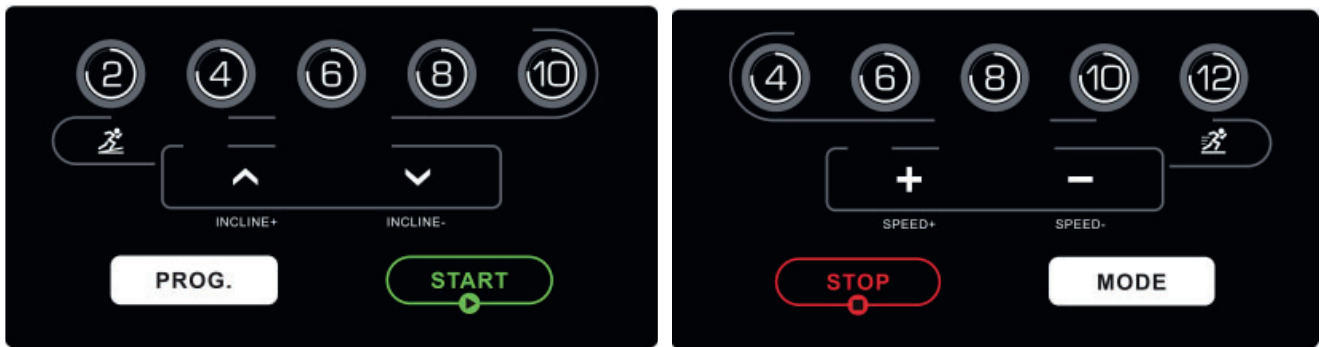 2 4 6 8 10
INCLINE+ INCLINE-
PROG. START
4 6 8 10 12
SPEED+ SPEED-
STOP MODE